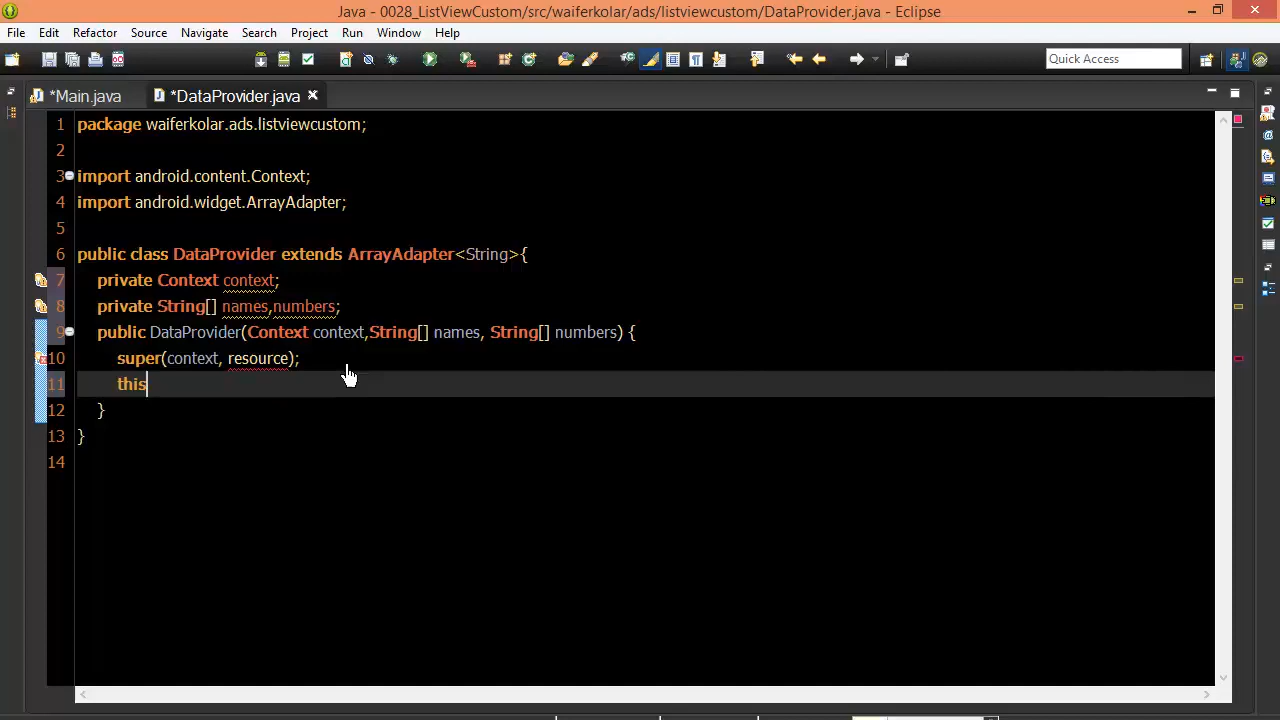 Java - 0028_ListViewCustom/src/waiferkolar/ads/listviewcustom/DataProvider.java - Eclipse
File Edit Refactor Source Navigate Search Project Run Window Help
Quick Access
*Main.java *DataProvider.java
1 package waiferkolar.ads.listviewcustom;
2
3 import android.content.Context;
4 import android.widget.ArrayAdapter;
5
6 public class DataProvider extends ArrayAdapter<String>{
7 private Context context;
8 private String[] names,numbers;
9 public DataProvider(Context context,String[] names, String[] numbers) {
10 super(context, resource);
11 this
12 }
13 }
14